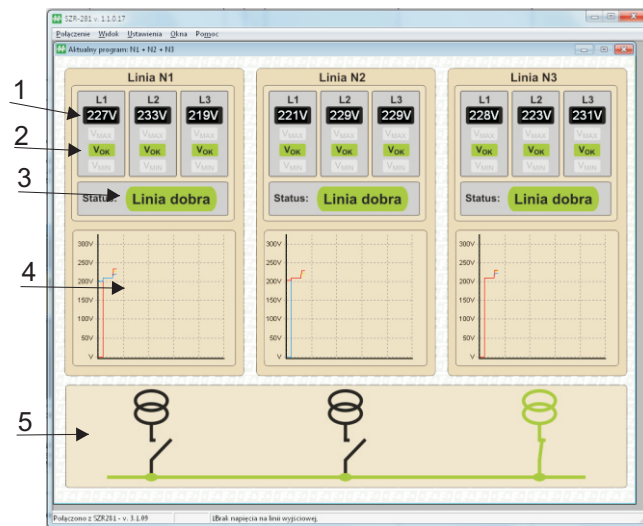 SZR-281 v. 1.1.0.17
Połączenie Widok Ustawienia Okna Pomoc
Aktualny program: N1 + N2 + N3
Linia N1 Linia N2 Linia N3
L1 L2 L3 L1 L2 L3 L1 L2 L3
1 227V 233V 219V 221V 229V 229V 228V 223V 231V
VMAX VMAX VMAX VMAX VMAX VMAX VMAX VMAX VMAX
2 VOK VOK VOK VOK VOK VOK VOK VOK VOK
VMIN VMIN VMIN VMIN VMIN VMIN VMIN VMIN VMIN
3 Status: Linia dobra Status: Linia dobra Status: Linia dobra
300V 300V 300V
250V 250V 250V
4 200V 200V 200V
150V 150V 150V
100V 100V 100V
50V 50V 50V
V V V
5
Połączono z SZR281 - v. 3.1.89 Brak napięcia na linii wyjściowej.